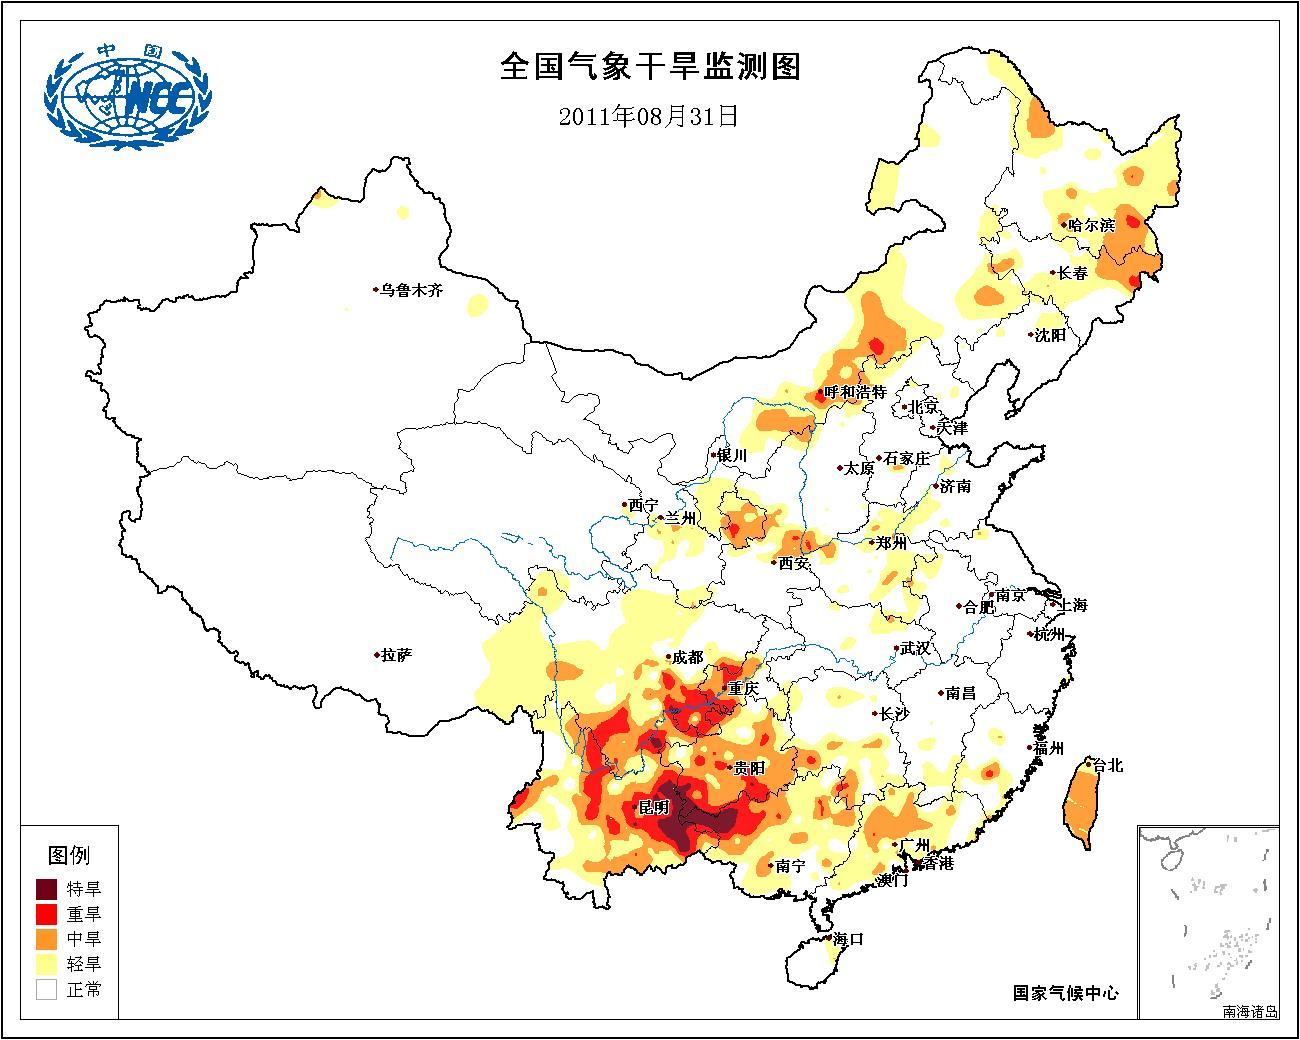 中国
NCC
全国气象干旱监测图
2011年08月31日
哈尔滨
长春
乌鲁木齐
沈阳
呼和浩特
北京
天津
银川
太原
石家庄
济南
西宁
兰州
郑州
西安
南京
合肥
上海
杭州
拉萨
成都
武汉
重庆
南昌
长沙
福州
贵阳
台北
昆明
广州
南宁
香港
澳门
海口
图例
特旱
重旱
中旱
轻旱
正常
国家气候中心
南海诸岛